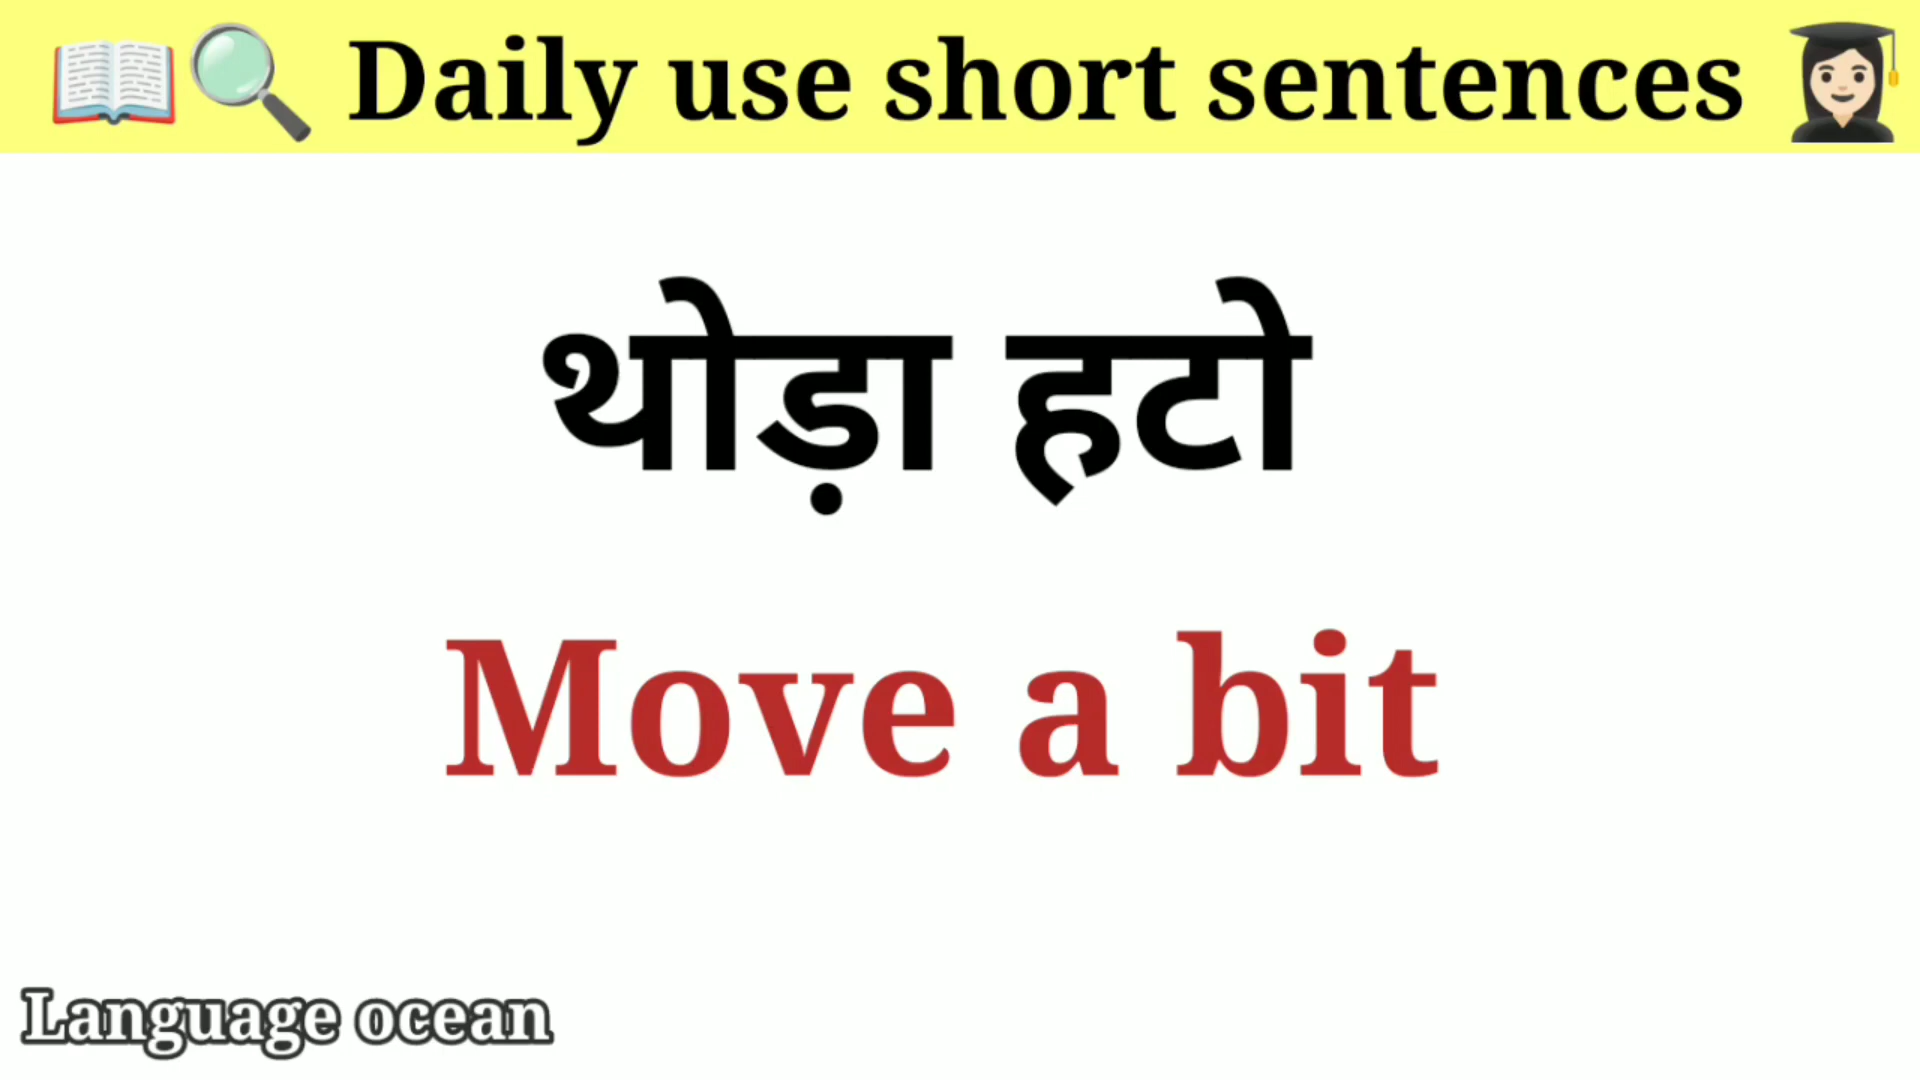 Daily use short sentences
थोड़ा हटो
Move a bit
Language ocean